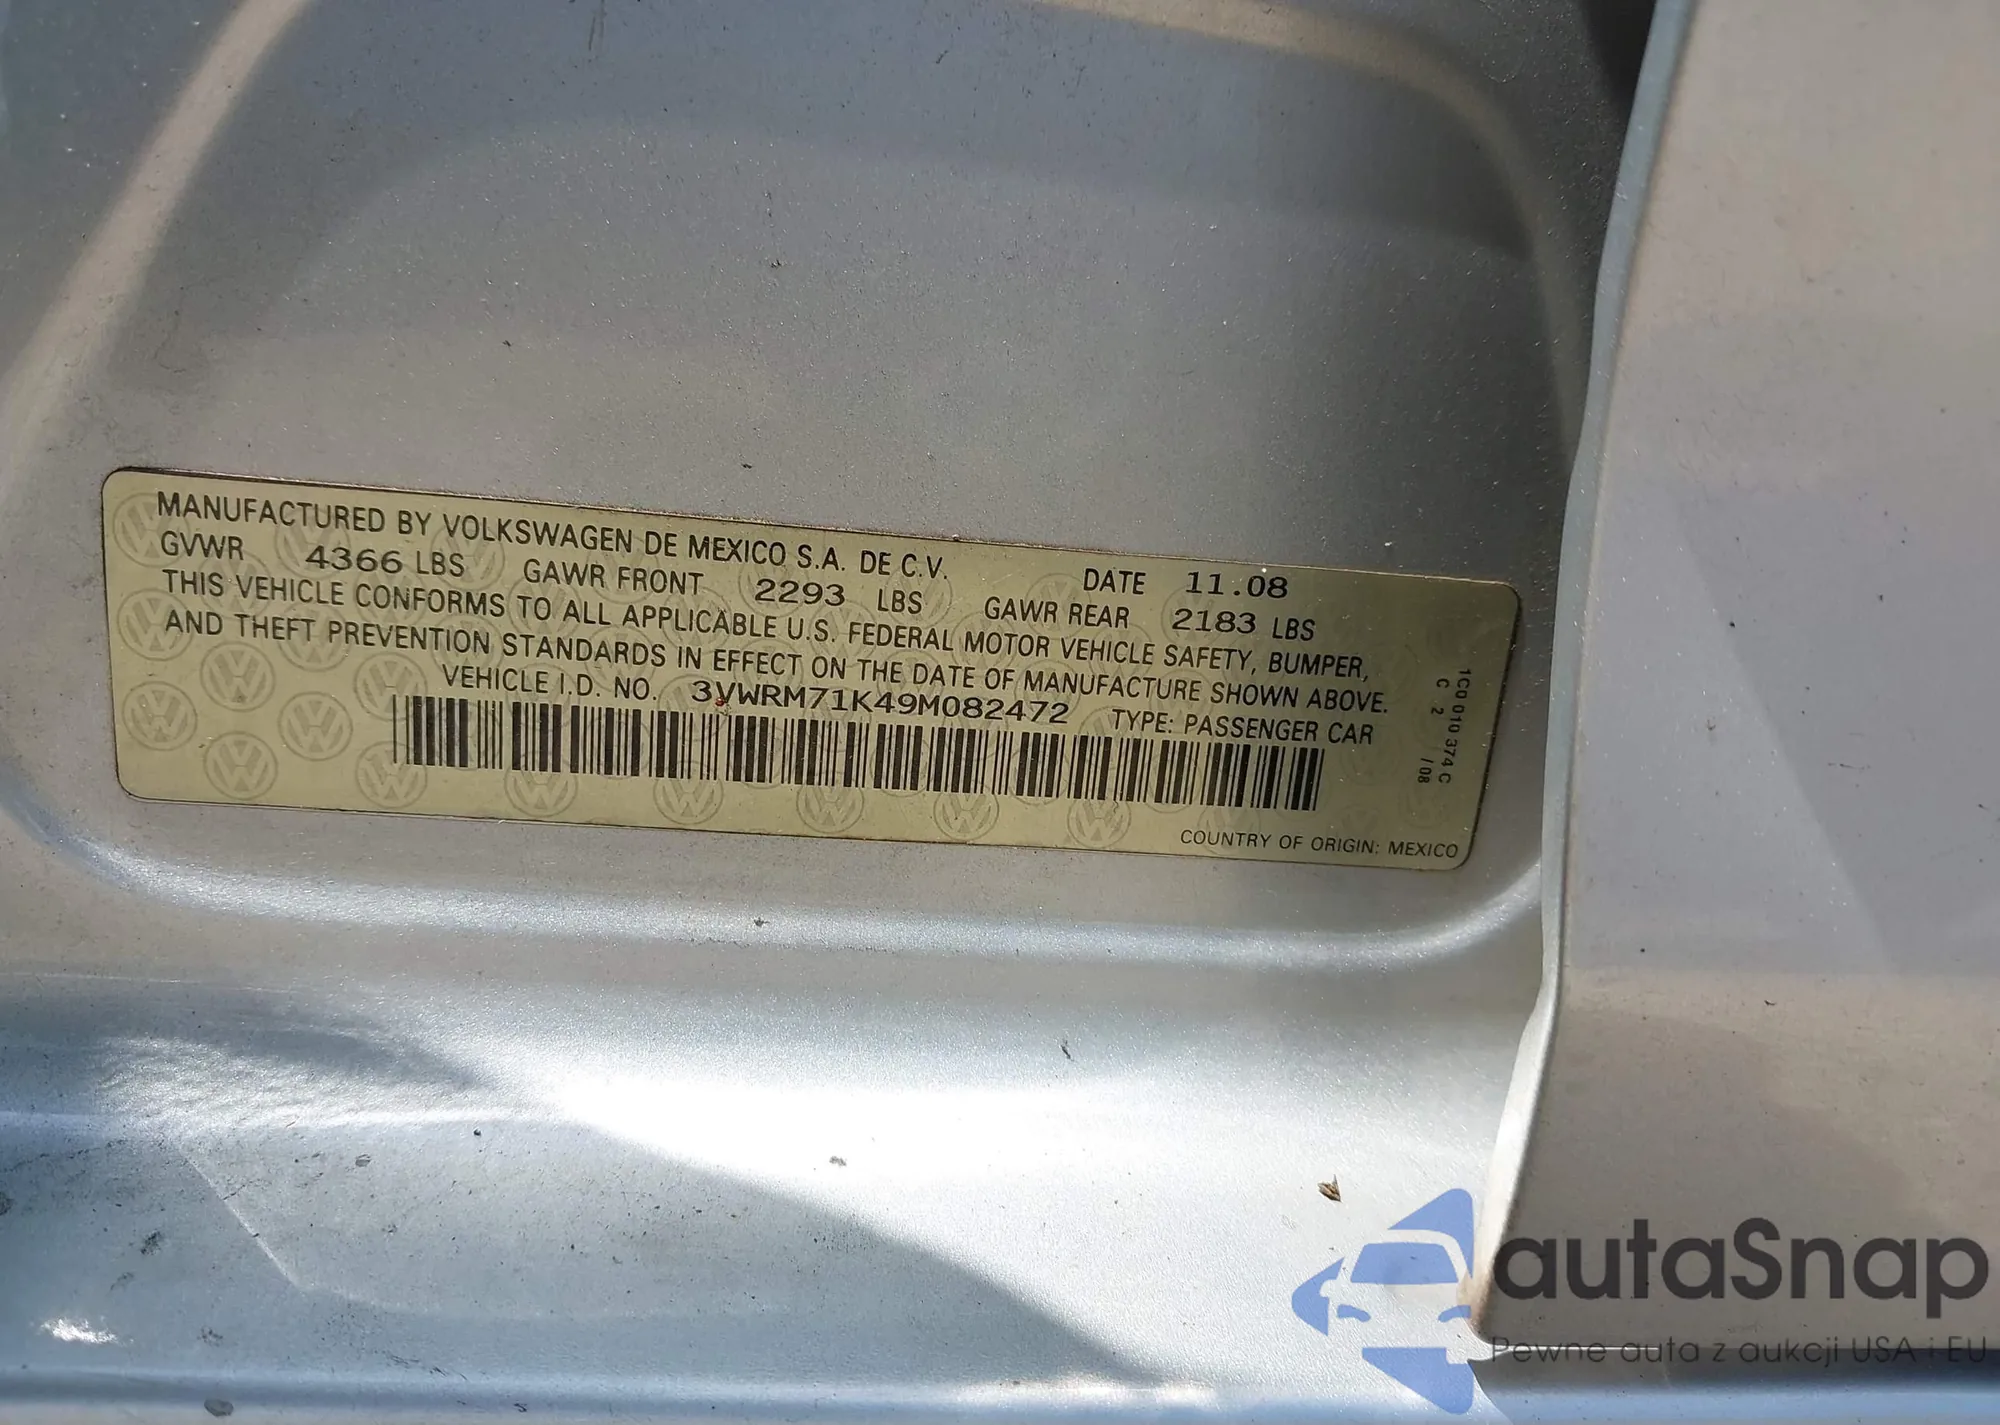 MANUFACTURED BY VOLKSWAGEN DE MEXICO S.A. DE C.V. DATE 11.08
GVWR 4366 LBS GAWR FRONT 2293 LBS GAWR REAR 2183 LBS
THIS VEHICLE CONFORMS TO ALL APPLICABLE U.S. FEDERAL MOTOR VEHICLE SAFETY, BUMPER,
AND THEFT PREVENTION STANDARDS IN EFFECT ON THE DATE OF MANUFACTURE SHOWN ABOVE.
VEHICLE I.D. NO. 3VWRM71K49M082472 TYPE: PASSENGER CAR
1C0 010 374 C
C 2 /08
COUNTRY OF ORIGIN: MEXICO
autaSnap
Pewne auta z aukcji USA i EU